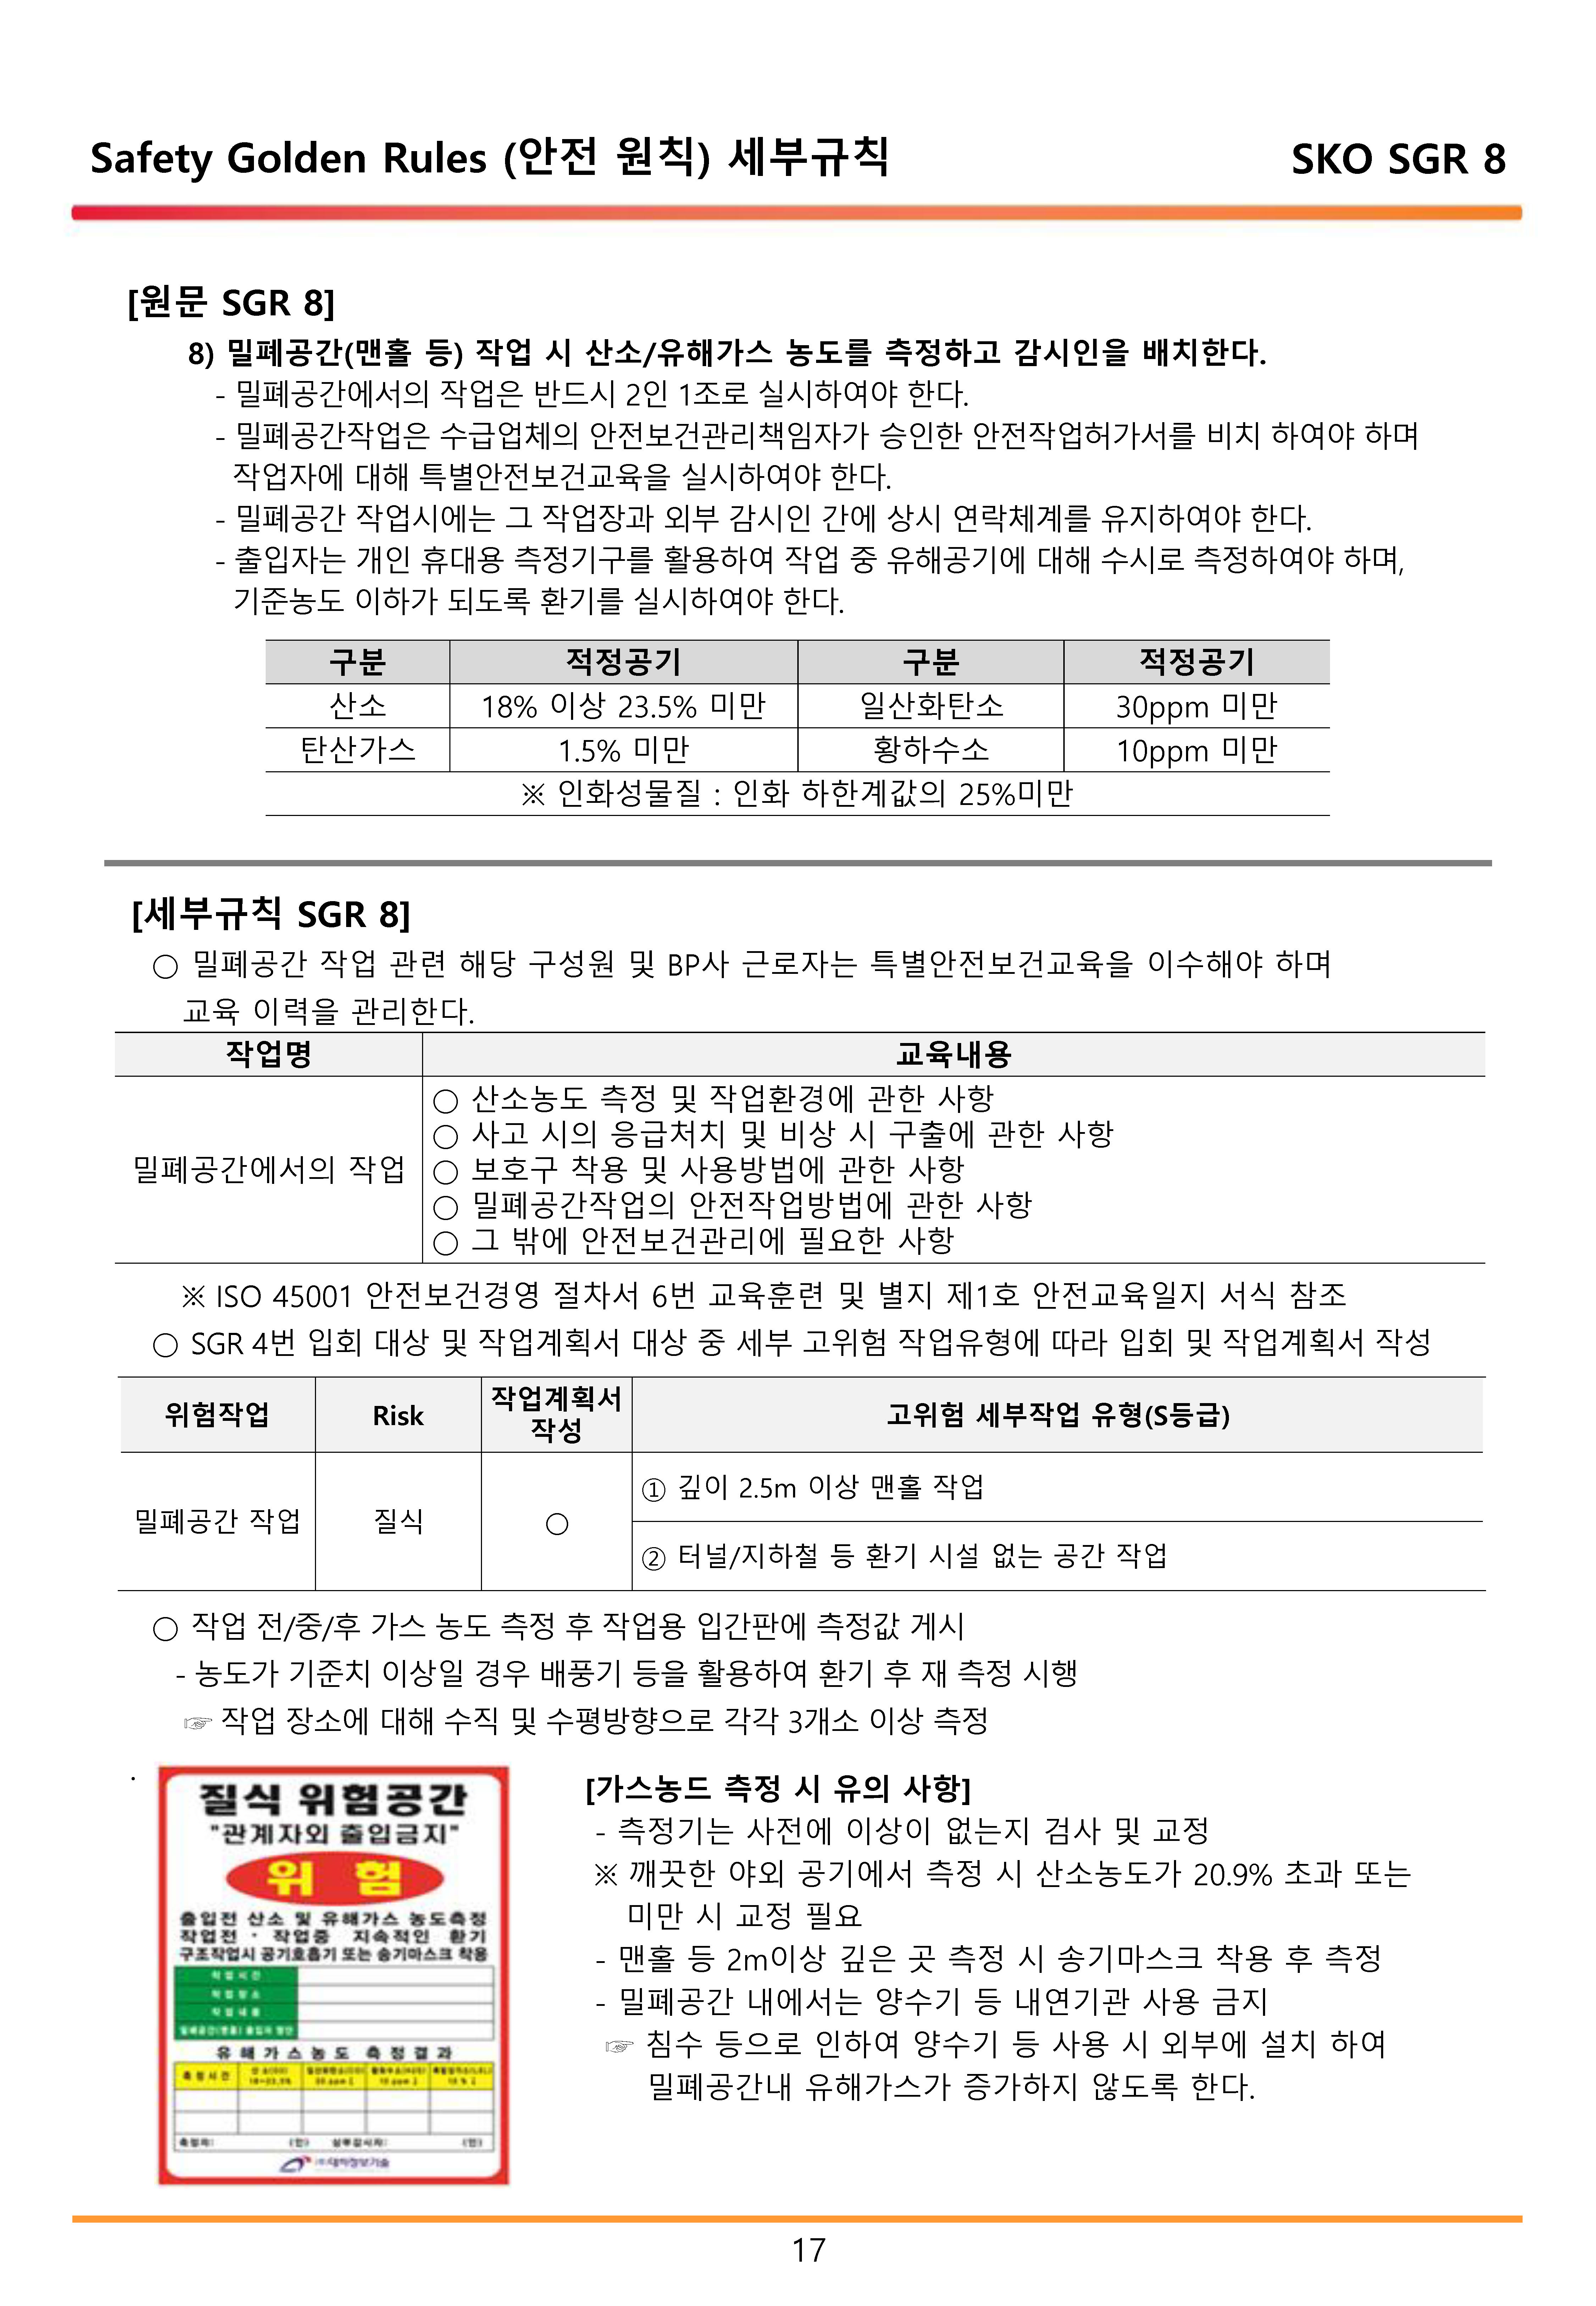 Safety Golden Rules (안전 원칙) 세부규칙
SKO SGR 8
[원문 SGR 8]
8) 밀폐공간(맨홀 등) 작업 시 산소/유해가스 농도를 측정하고 감시인을 배치한다.
- 밀폐공간에서의 작업은 반드시 2인 1조로 실시하여야 한다.
- 밀폐공간작업은 수급업체의 안전보건관리책임자가 승인한 안전작업허가서를 비치 하여야 하며
작업자에 대해 특별안전보건교육을 실시하여야 한다.
- 밀폐공간 작업시에는 그 작업장과 외부 감시인 간에 상시 연락체계를 유지하여야 한다.
- 출입자는 개인 휴대용 측정기구를 활용하여 작업 중 유해공기에 대해 수시로 측정하여야 하며,
기준농도 이하가 되도록 환기를 실시하여야 한다.
구분 적정공기 구분 적정공기
산소 18% 이상 23.5% 미만 일산화탄소 30ppm 미만
탄산가스 1.5% 미만 황하수소 10ppm 미만
※ 인화성물질 : 인화 하한계값의 25%미만
[세부규칙 SGR 8]
○ 밀폐공간 작업 관련 해당 구성원 및 BP사 근로자는 특별안전보건교육을 이수해야 하며
교육 이력을 관리한다.
작업명 교육내용
밀폐공간에서의 작업
○ 산소농도 측정 및 작업환경에 관한 사항
○ 사고 시의 응급처치 및 비상 시 구출에 관한 사항
○ 보호구 착용 및 사용방법에 관한 사항
○ 밀폐공간작업의 안전작업방법에 관한 사항
○ 그 밖에 안전보건관리에 필요한 사항
※ ISO 45001 안전보건경영 절차서 6번 교육훈련 및 별지 제1호 안전교육일지 서식 참조
○ SGR 4번 입회 대상 및 작업계획서 대상 중 세부 고위험 작업유형에 따라 입회 및 작업계획서 작성
위험작업 Risk 작업계획서 작성 고위험 세부작업 유형(S등급)
밀폐공간 작업 질식 ○
① 깊이 2.5m 이상 맨홀 작업
② 터널/지하철 등 환기 시설 없는 공간 작업
○ 작업 전/중/후 가스 농도 측정 후 작업용 입간판에 측정값 게시
- 농도가 기준치 이상일 경우 배풍기 등을 활용하여 환기 후 재 측정 시행
☞ 작업 장소에 대해 수직 및 수평방향으로 각각 3개소 이상 측정
질식 위험공간
"관계자외 출입금지"
위 험
출입전 산소 및 유해가스 농도측정
작업전 · 작업중 지속적인 환기
구조작업시 공기호흡기 또는 송기마스크 착용
작업시간
작업장소
작업내용
유해가스농도 측정결과
측정시간
[가스농드 측정 시 유의 사항]
- 측정기는 사전에 이상이 없는지 검사 및 교정
※ 깨끗한 야외 공기에서 측정 시 산소농도가 20.9% 초과 또는
미만 시 교정 필요
- 맨홀 등 2m이상 깊은 곳 측정 시 송기마스크 착용 후 측정
- 밀폐공간 내에서는 양수기 등 내연기관 사용 금지
☞ 침수 등으로 인하여 양수기 등 사용 시 외부에 설치 하여
밀폐공간내 유해가스가 증가하지 않도록 한다.
17